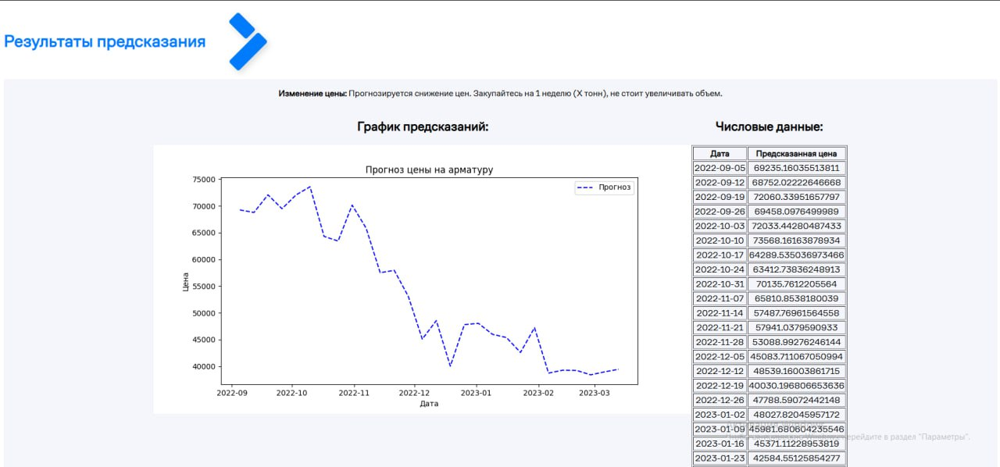 Результаты предсказания
Изменение цены: Прогнозируется снижение цен. Закупайтесь на 1 неделю (X тонн), не стоит увеличивать объем.
График предсказаний:
Прогноз цены на арматуру
Прогноз
Цена
75000
70000
65000
60000
55000
50000
45000
40000
2022-09 2022-10 2022-11 2022-12 2023-01 2023-02 2023-03
Дата
Числовые данные:
Дата Предсказанная цена
2022-09-05 69235.16035513811
2022-09-12 68752.02222646668
2022-09-19 72060.33951657797
2022-09-26 69458.0976499989
2022-10-03 72033.44280487433
2022-10-10 73568.16163878934
2022-10-17 64289.535036973466
2022-10-24 63412.73836248913
2022-10-31 70135.7612205564
2022-11-07 65810.8538180039
2022-11-14 57487.76961564558
2022-11-21 57941.0379590933
2022-11-28 53088.99276246144
2022-12-05 45083.711067050994
2022-12-12 48539.16003861715
2022-12-19 40030.196806653636
2022-12-26 47788.59072442148
2023-01-02 48027.82045957172
2023-01-09 45981.680604235546
2023-01-16 45371.11228953819
2023-01-23 42584.55125854277
перейдите в раздел "Параметры".